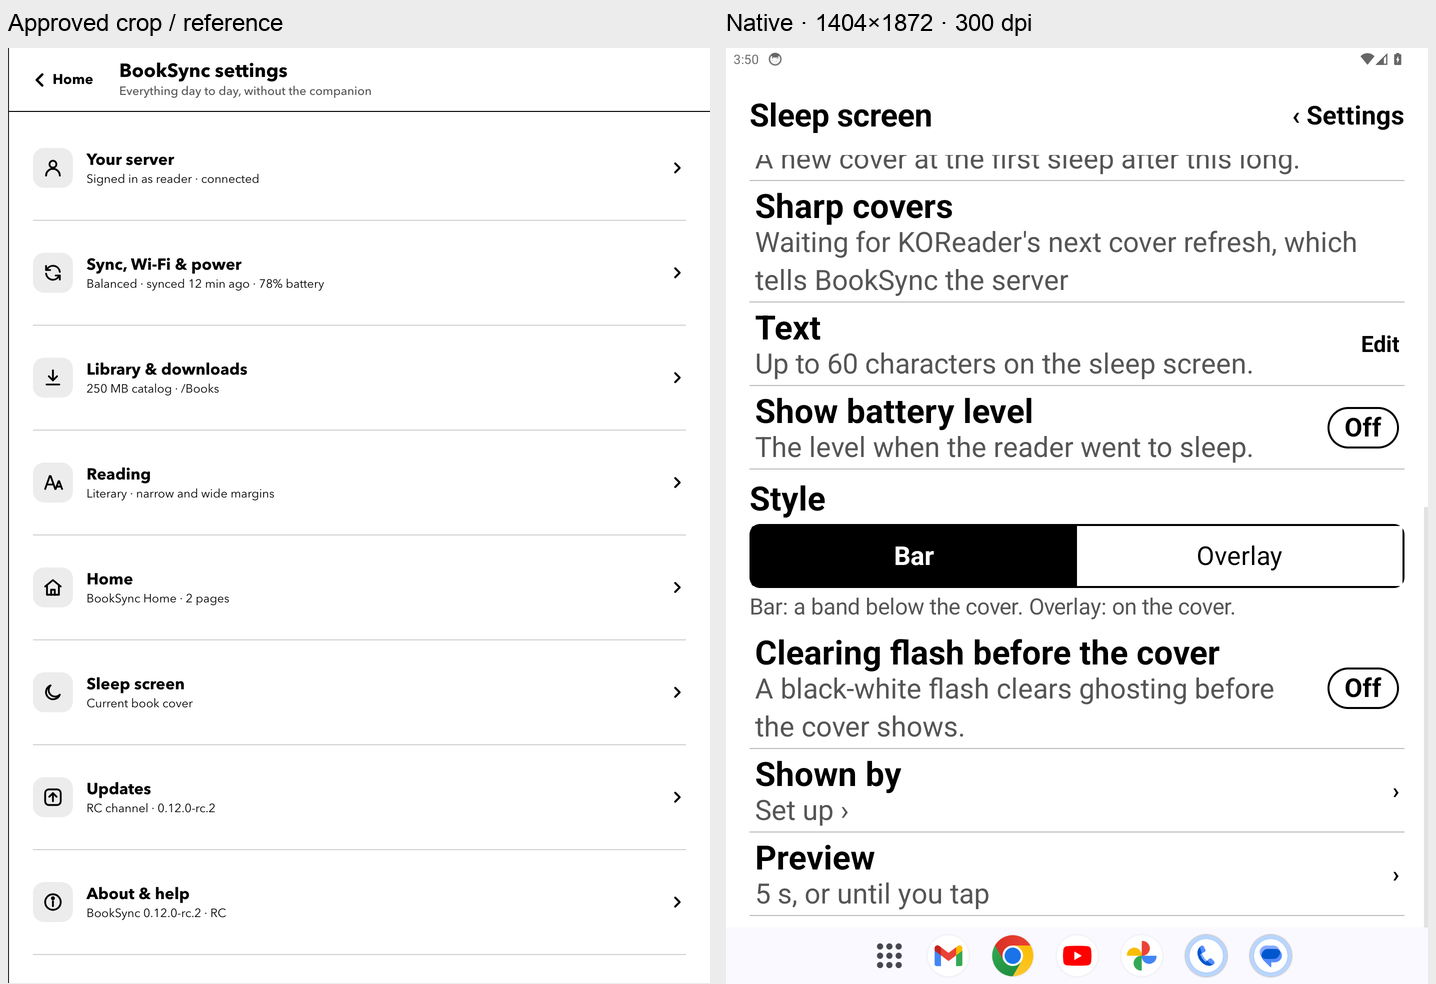 Approved crop / reference
Home
BookSync settings
Everything day to day, without the companion
Your server
Signed in as reader · connected
Sync, Wi-Fi & power
Balanced · synced 12 min ago · 78% battery
Library & downloads
250 MB catalog · /Books
AA
Reading
Literary · narrow and wide margins
Home
BookSync Home · 2 pages
Sleep screen
Current book cover
Updates
RC channel · 0.12.0-rc.2
About & help
BookSync 0.12.0-rc.2 · RC
Native · 1404×1872 · 300 dpi
3:50
Sleep screen
‹ Settings
A new cover at the first sleep after this long.
Sharp covers
Waiting for KOReader's next cover refresh, which
tells BookSync the server
Text
Up to 60 characters on the sleep screen.
Edit
Show battery level
The level when the reader went to sleep.
Off
Style
Bar
Overlay
Bar: a band below the cover. Overlay: on the cover.
Clearing flash before the cover
A black-white flash clears ghosting before
the cover shows.
Off
Shown by
Set up ›
›
Preview
5 s, or until you tap
›